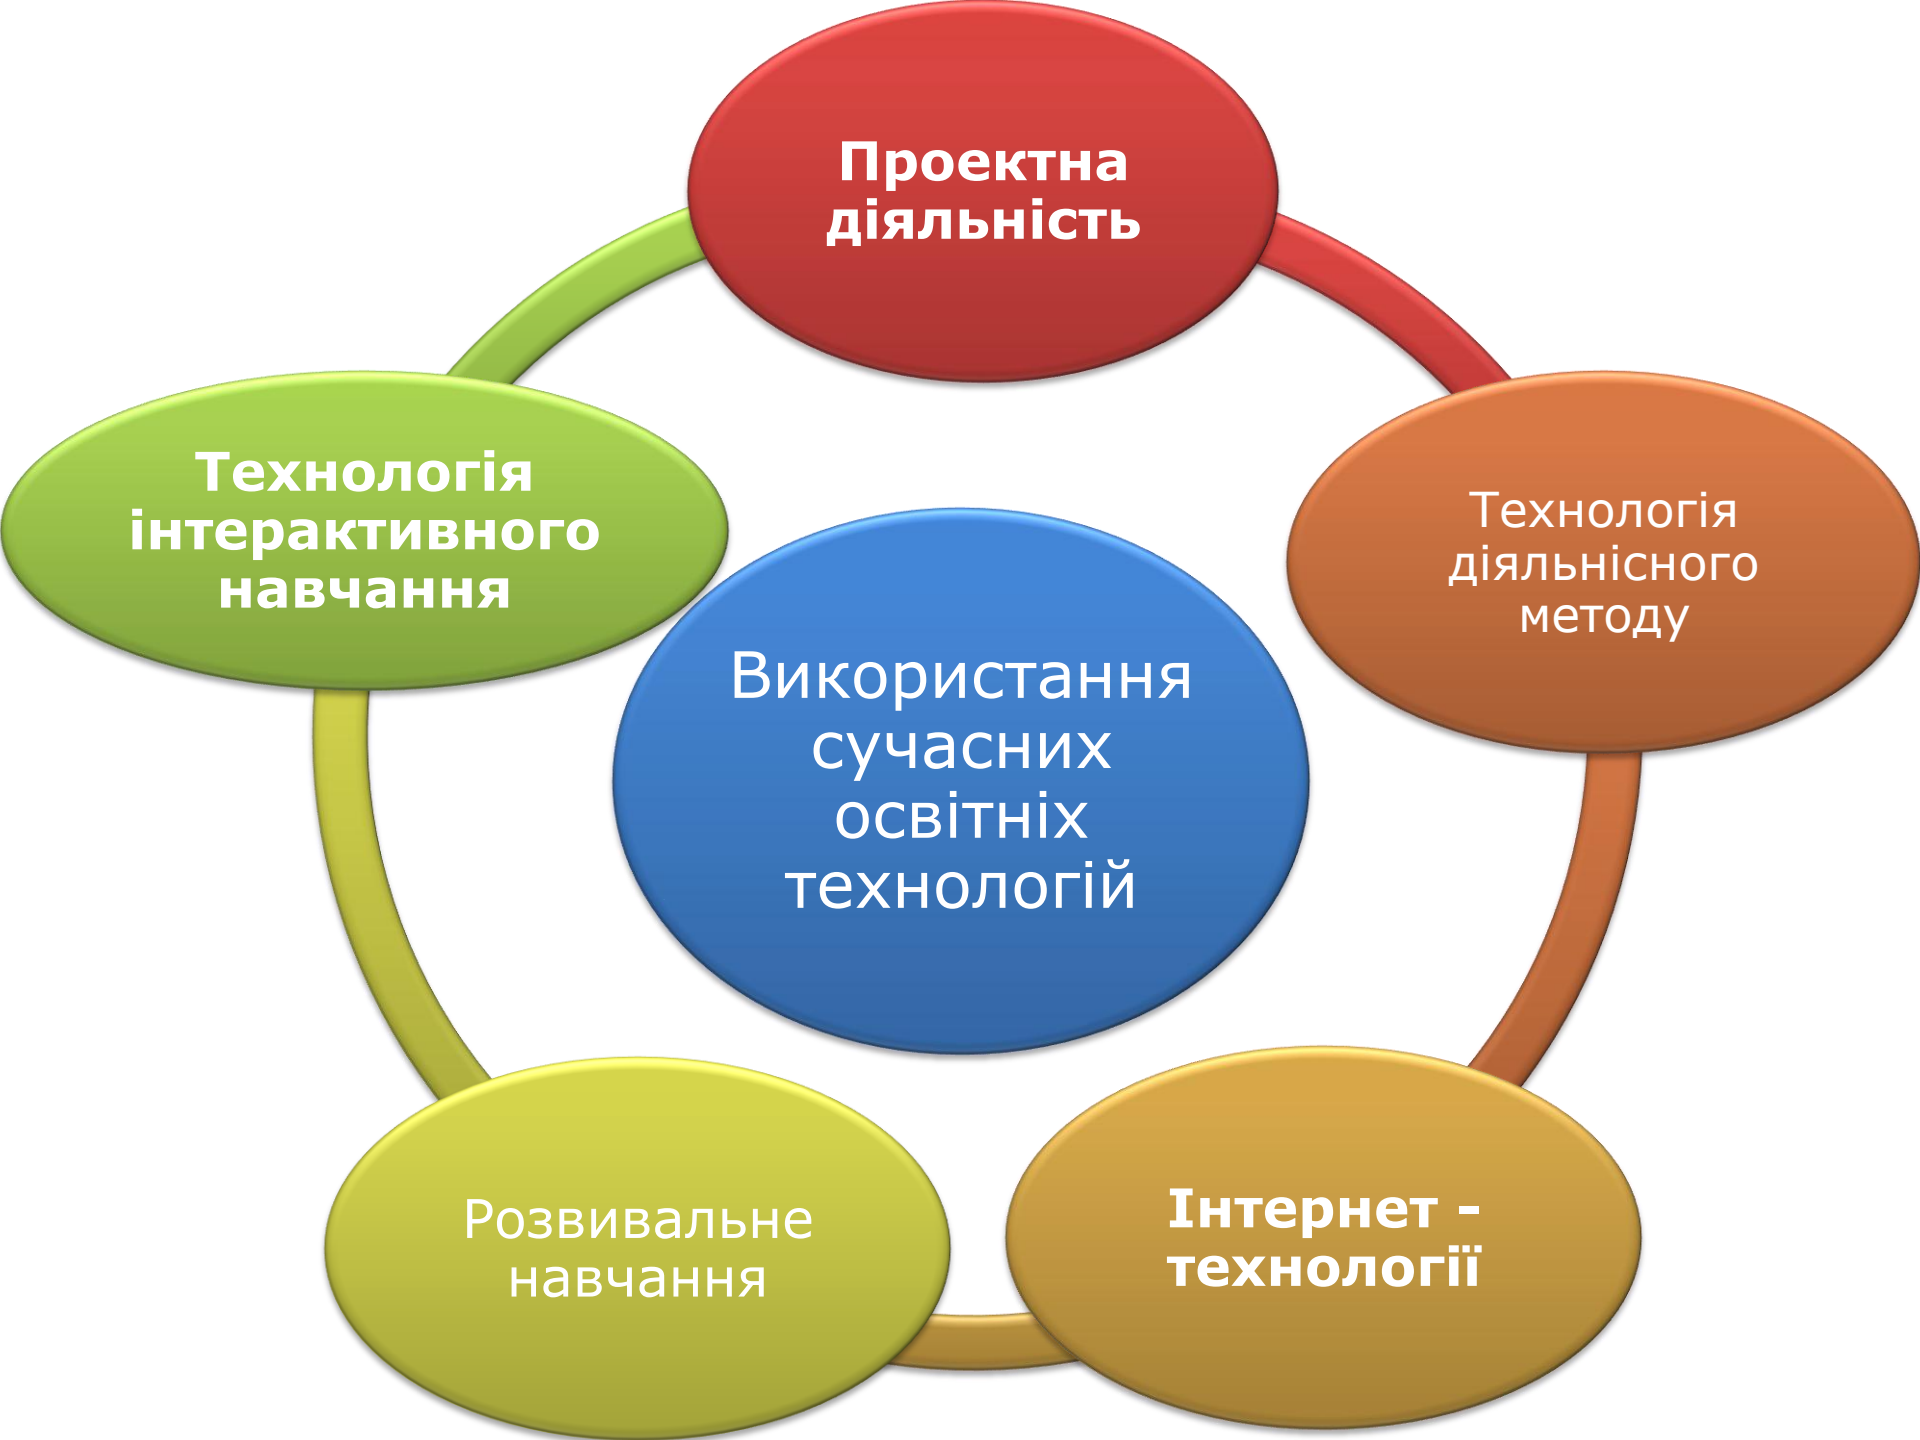 Проектна
діяльність
Технологія
інтерактивного
навчання
Технологія
діяльнісного
методу
Використання
сучасних
освітніх
технологій
Розвивальне
навчання
Інтернет -
технології